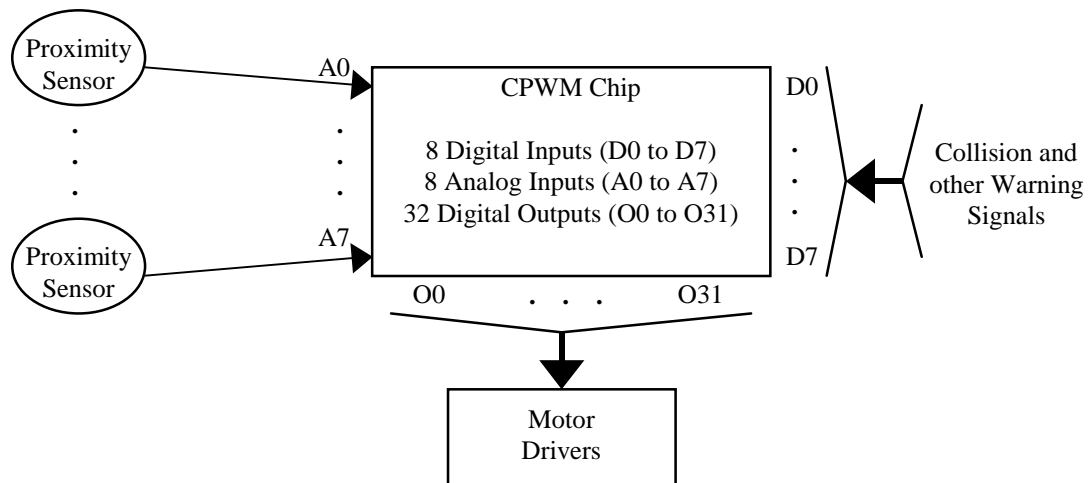 Proximity
Sensor
A0
CPWM Chip
D0
8 Digital Inputs (D0 to D7)
8 Analog Inputs (A0 to A7)
32 Digital Outputs (O0 to O31)
Collision and
other Warning
Signals
Proximity
Sensor
A7
D7
O0 . . . O31
Motor
Drivers